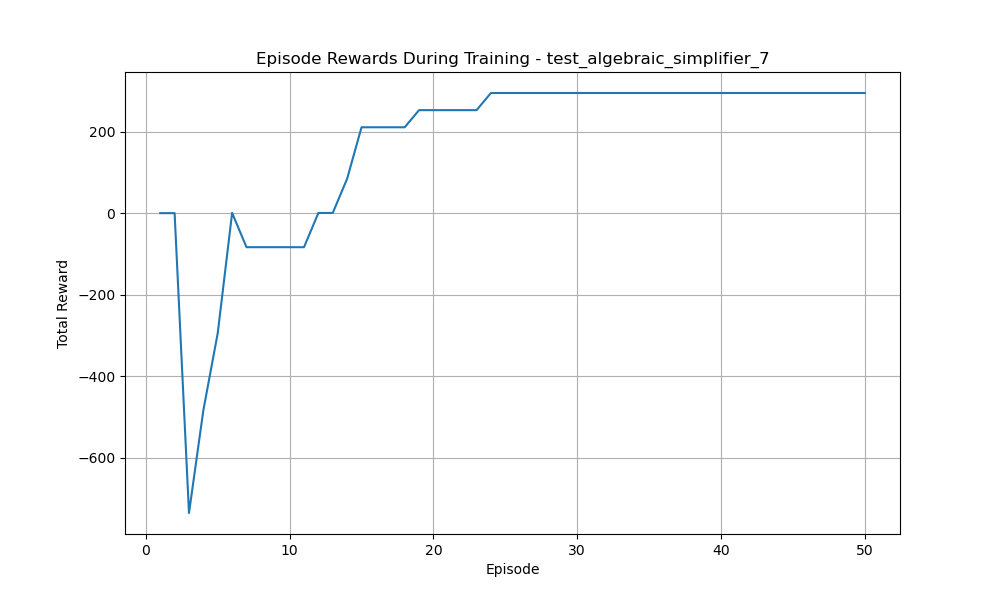 Episode Rewards During Training - test_algebraic_simplifier_7
Total Reward
200
0
−200
−400
−600
0 10 20 30 40 50
Episode